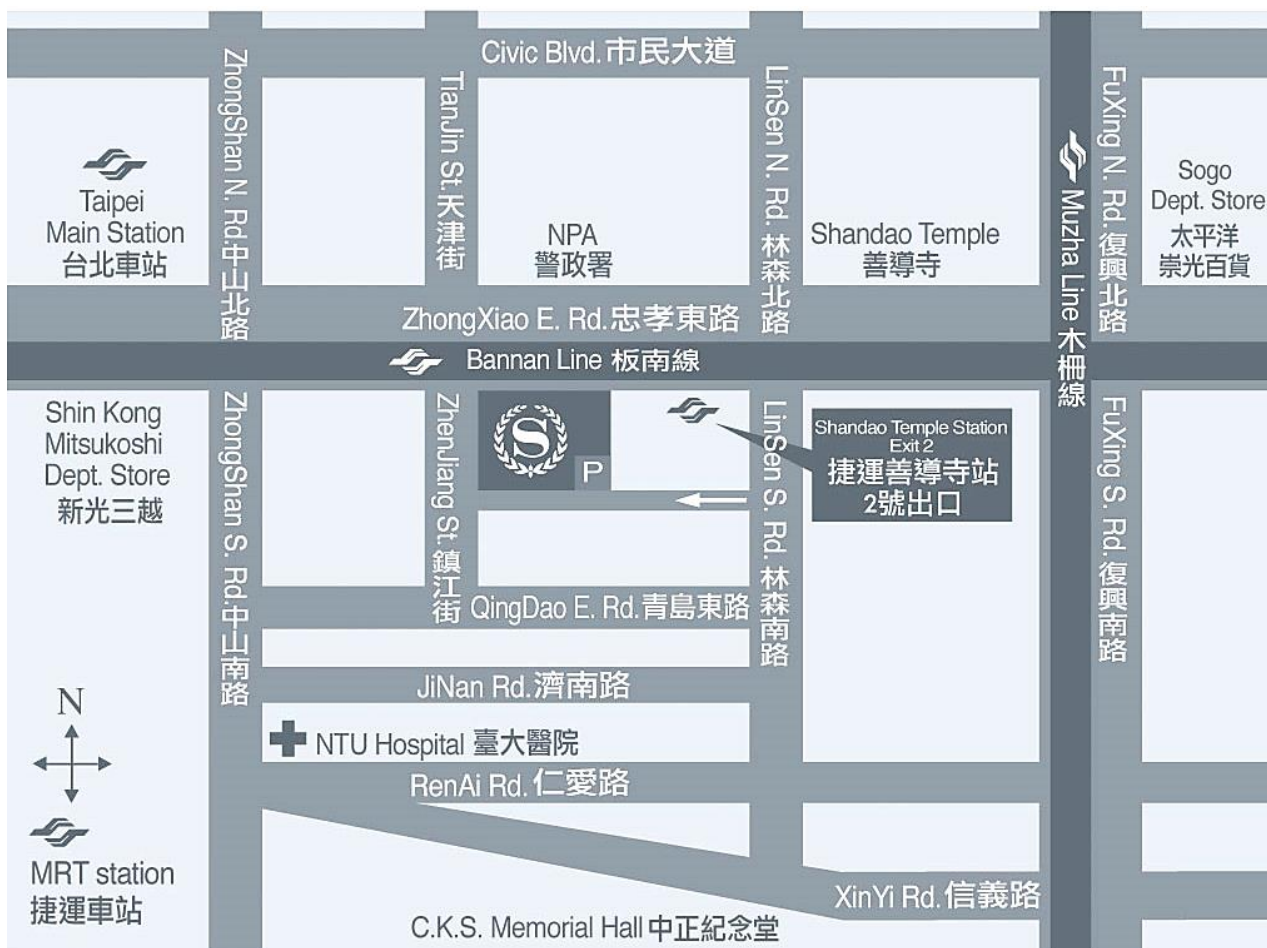 Civic Blvd. 市民大道
ZhongShan N. Rd. 中山北路
TianJin St. 天津街
LinSen N. Rd. 林森北路
Muzha Line 木柵線
FuXing N. Rd. 復興北路
Taipei
Main Station
台北車站
NPA
警政署
Shandao Temple
善導寺
Sogo
Dept. Store
太平洋
崇光百貨
ZhongXiao E. Rd. 忠孝東路
Bannan Line 板南線
Shin Kong
Mitsukoshi
Dept. Store
新光三越
ZhongShan S. Rd. 中山南路
ZhenJiang St. 鎮江街
S
P
LinSen S. Rd. 林森南路
Shandao Temple Station
Exit 2
捷運善導寺站
2號出口
FuXing S. Rd. 復興南路
QingDao E. Rd. 青島東路
JiNan Rd. 濟南路
N
NTU Hospital 臺大醫院
RenAi Rd. 仁愛路
MRT station
捷運車站
XinYi Rd. 信義路
C.K.S. Memorial Hall 中正紀念堂